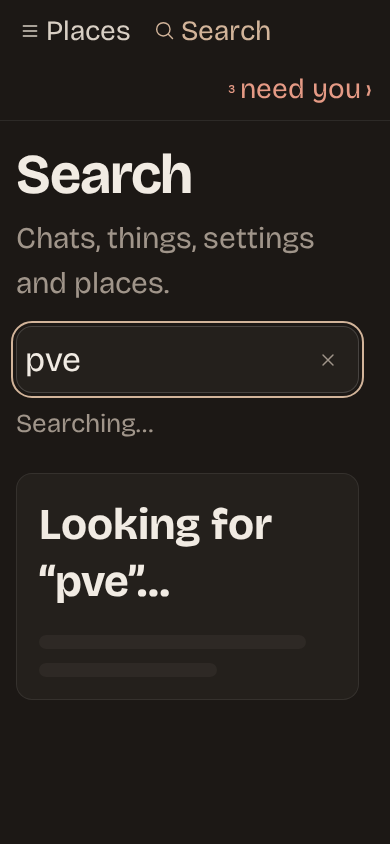 Places
Search
3 need you ›
Search
Chats, things, settings
and places.
pve
Searching...
Looking for
“pve”...